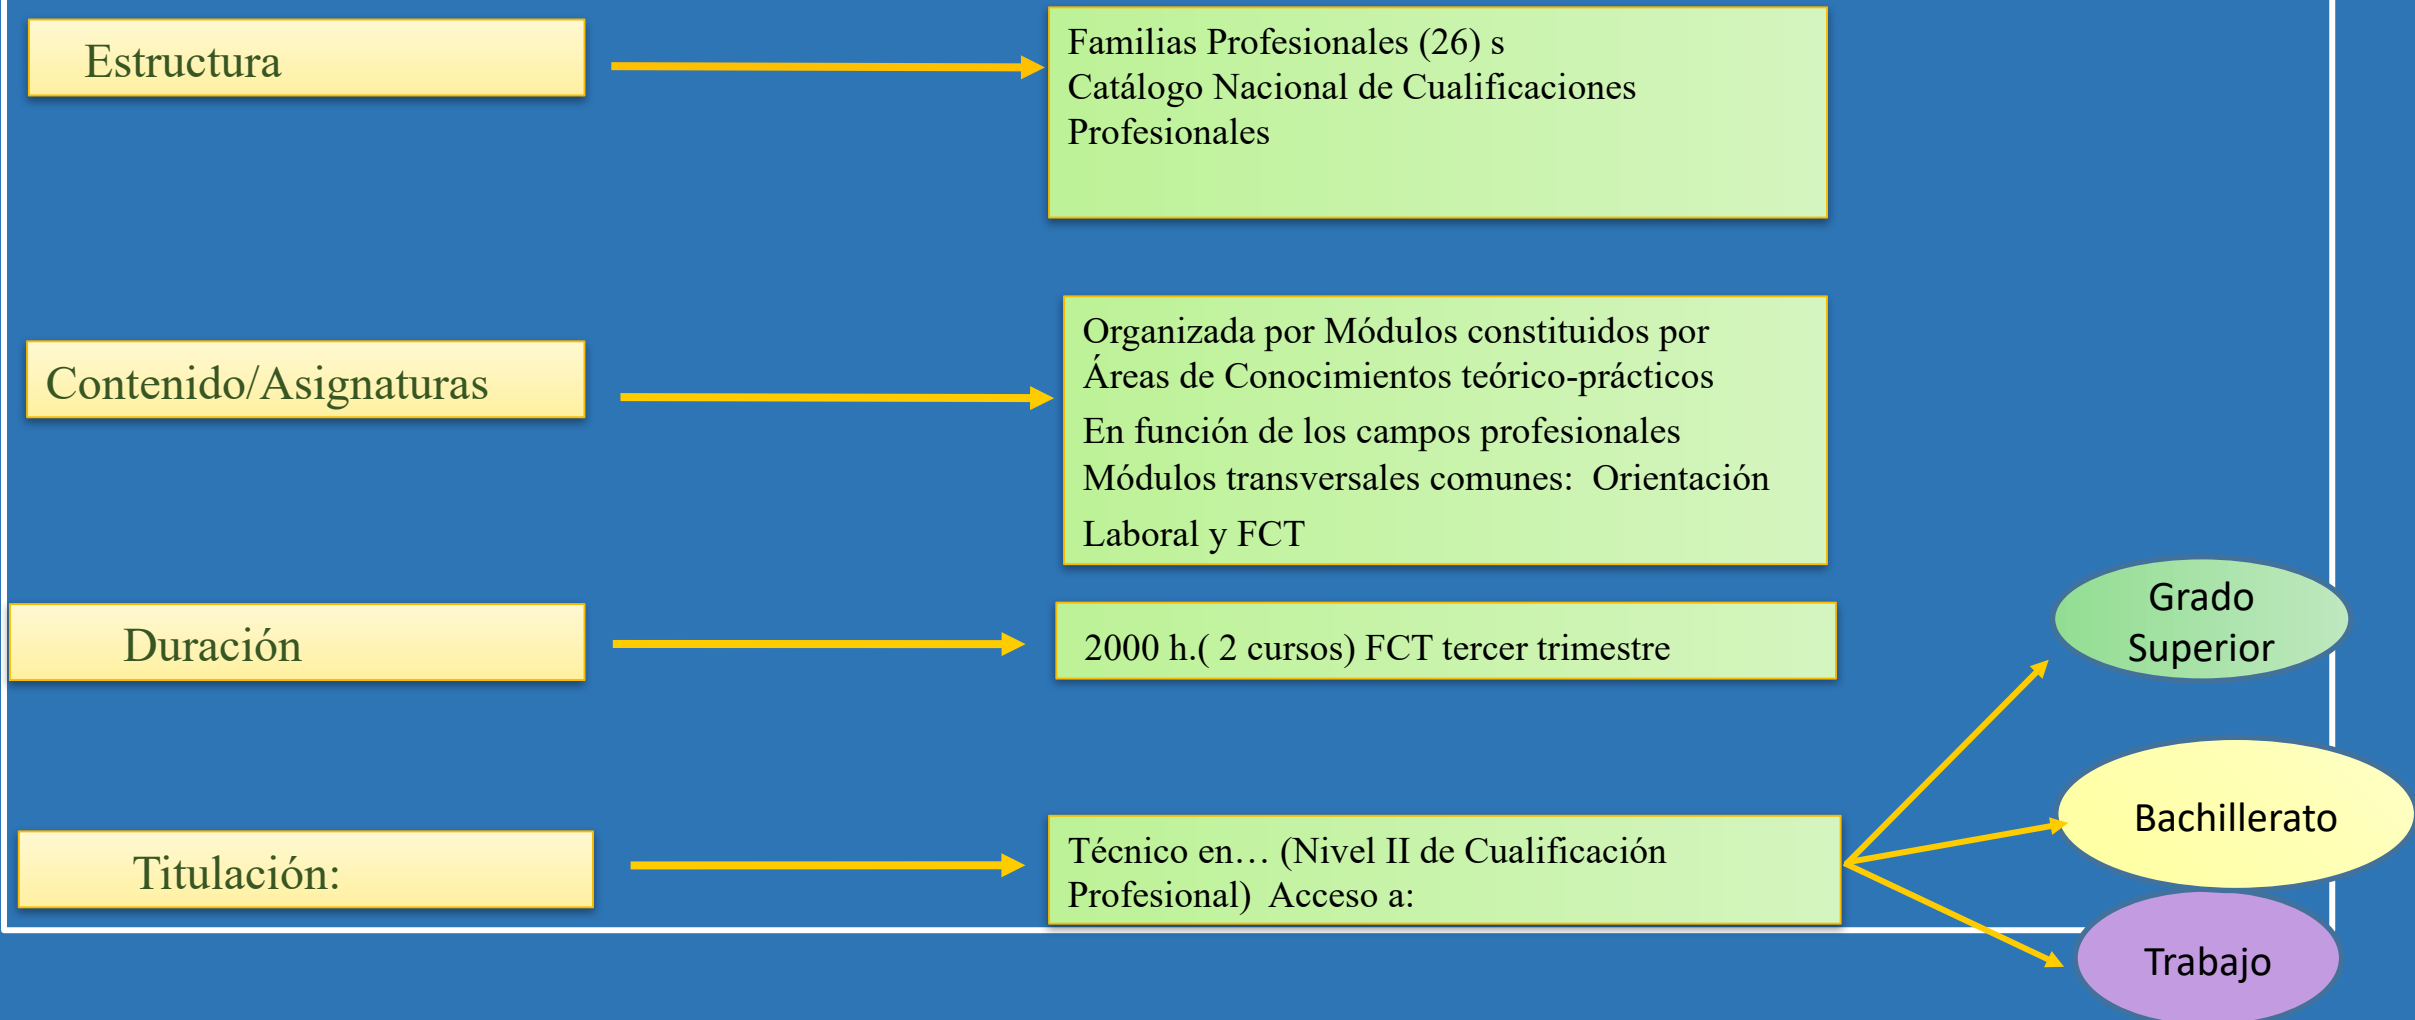 Estructura
Familias Profesionales (26) s
Catálogo Nacional de Cualificaciones
Profesionales
Contenido/Asignaturas
Organizada por Módulos constituidos por
Áreas de Conocimientos teórico-prácticos
En función de los campos profesionales
Módulos transversales comunes:  Orientación
Laboral y FCT
Duración
2000 h.( 2 cursos) FCT tercer trimestre
Titulación:
Técnico en… (Nivel II de Cualificación
Profesional)  Acceso a:
Grado
Superior
Bachillerato
Trabajo